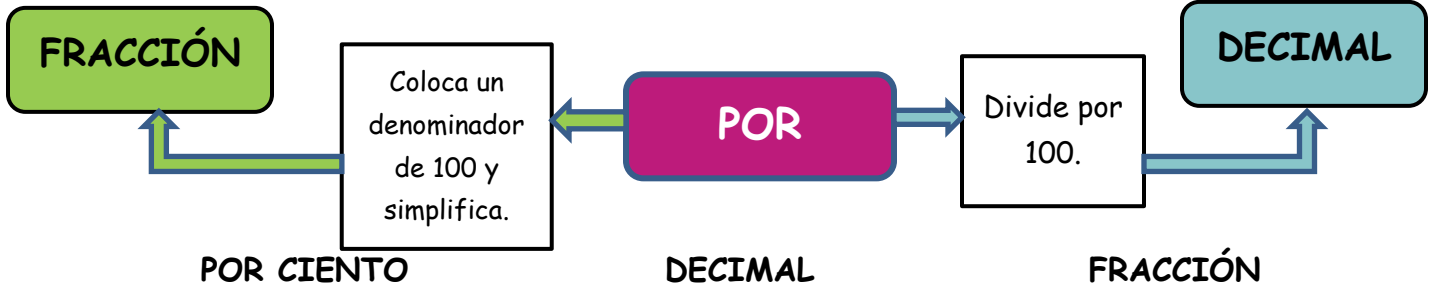 FRACCIÓN
Coloca un
denominador
de 100 y
simplifica.
POR
Divide por
100.
DECIMAL
POR CIENTO
DECIMAL
FRACCIÓN